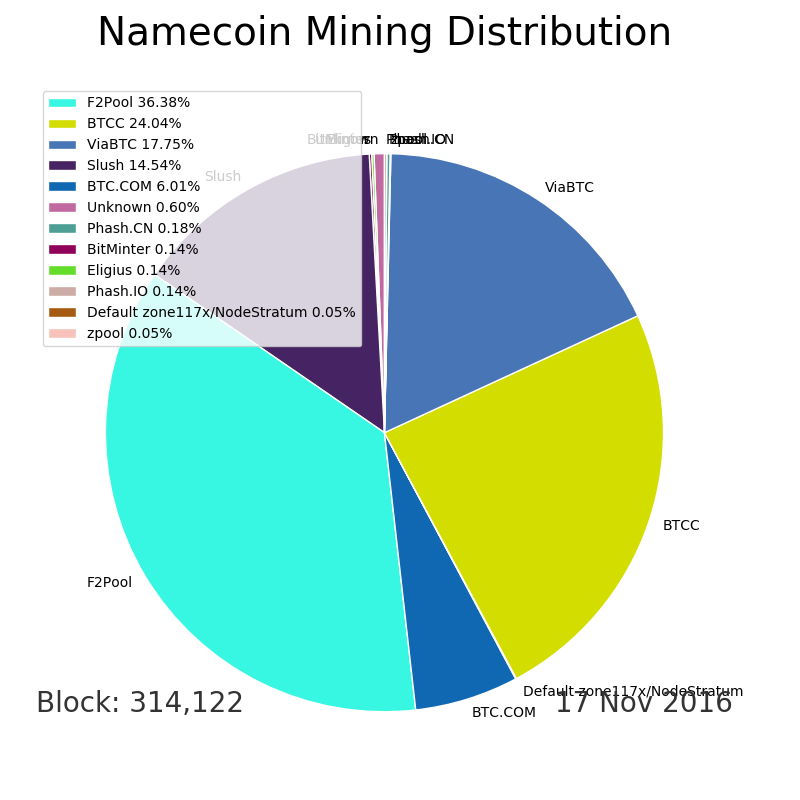 Namecoin Mining Distribution
F2Pool 36.38%
BTCC 24.04%
ViaBTC 17.75%
Slush 14.54%
BTC.COM 6.01%
Unknown 0.60%
Phash.CN 0.18%
BitMinter 0.14%
Eligius 0.14%
Phash.IO 0.14%
Default zone117x/NodeStratum 0.05%
zpool 0.05%
Slush
ViaBTC
BTCC
F2Pool
Default zone117x/NodeStratum
BTC.COM
Block: 314,122
17 Nov 2016